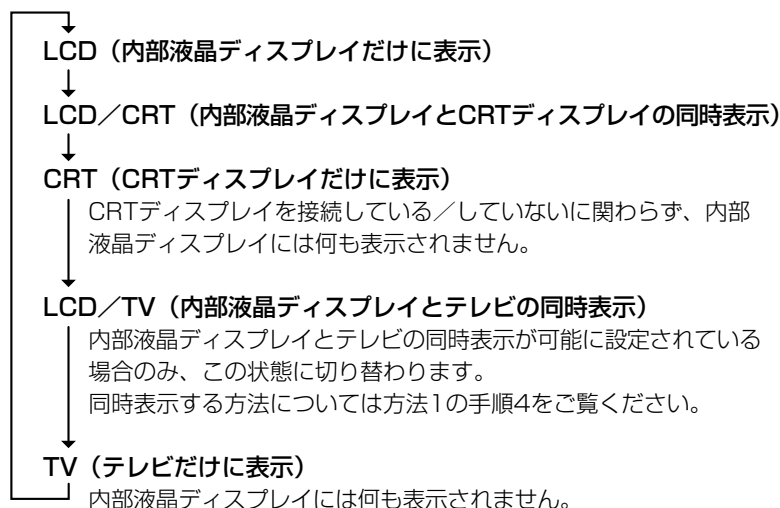 LCD（内部液晶ディスプレイだけに表示）
LCD／CRT（内部液晶ディスプレイとCRTディスプレイの同時表示）
CRT（CRTディスプレイだけに表示）
CRTディスプレイを接続している／していないに関わらず、内部
液晶ディスプレイには何も表示されません。
LCD／TV（内部液晶ディスプレイとテレビの同時表示）
内部液晶ディスプレイとテレビの同時表示が可能に設定されている
場合のみ、この状態に切り替わります。
同時表示する方法については方法1の手順4をご覧ください。
TV（テレビだけに表示）
内部液晶ディスプレイには何も表示されません。